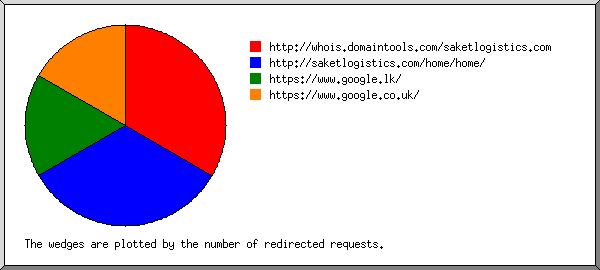 http://whois.domaintools.com/saketlogistics.com
http://saketlogistics.com/home/home/
https://www.google.lk/
https://www.google.co.uk/
The wedges are plotted by the number of redirected requests.